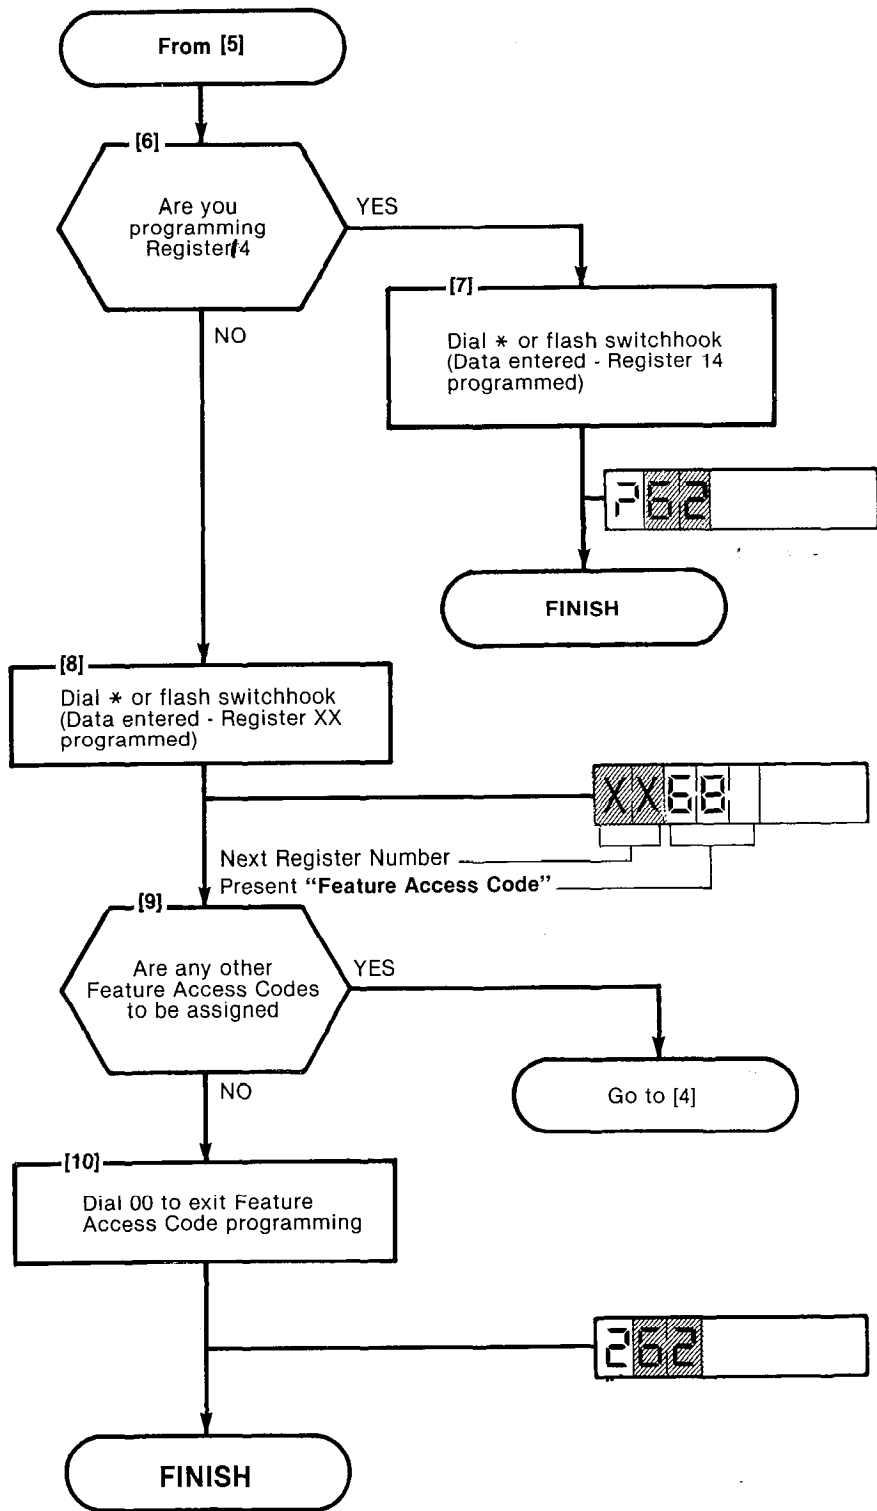 From [5]
[6]
Are you
programming
Register 14
YES
NO
[7]
Dial * or flash switchhook
(Data entered - Register 14
programmed)
P62
FINISH
[8]
Dial * or flash switchhook
(Data entered - Register XX
programmed)
XX68
Next Register Number
Present "Feature Access Code"
[9]
Are any other
Feature Access Codes
to be assigned
YES
NO
Go to [4]
[10]
Dial 00 to exit Feature
Access Code programming
262
FINISH